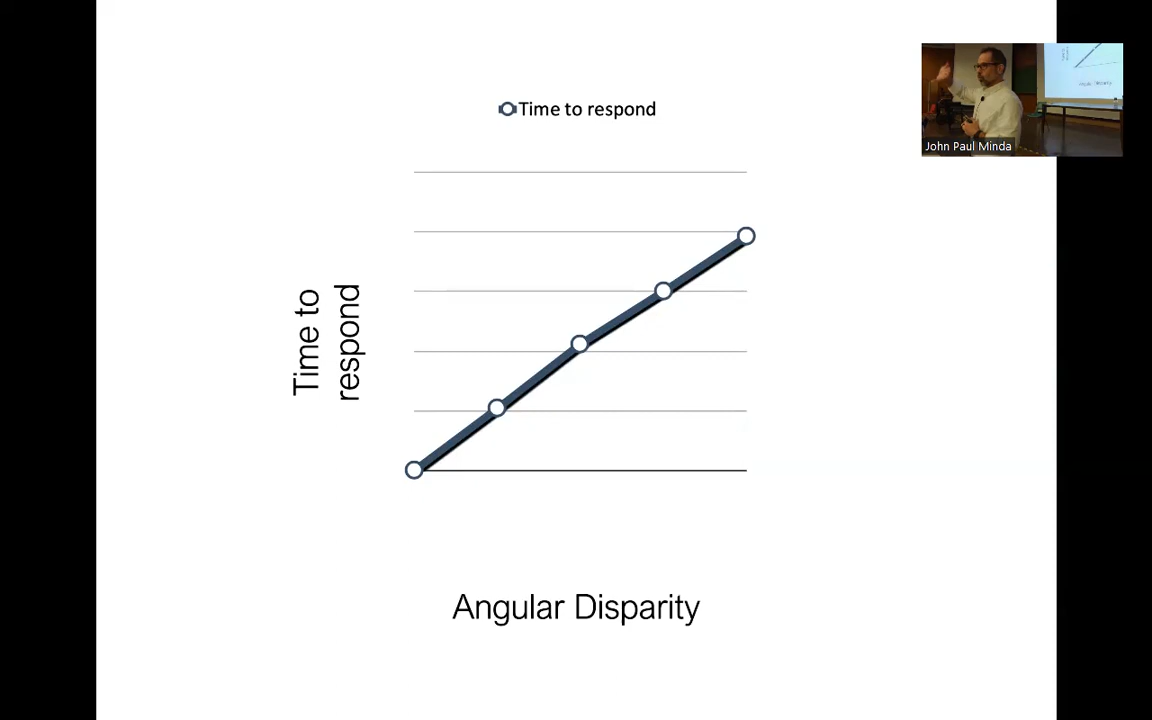 Time to respond
John Paul Minda
Time to
respond
Angular Disparity